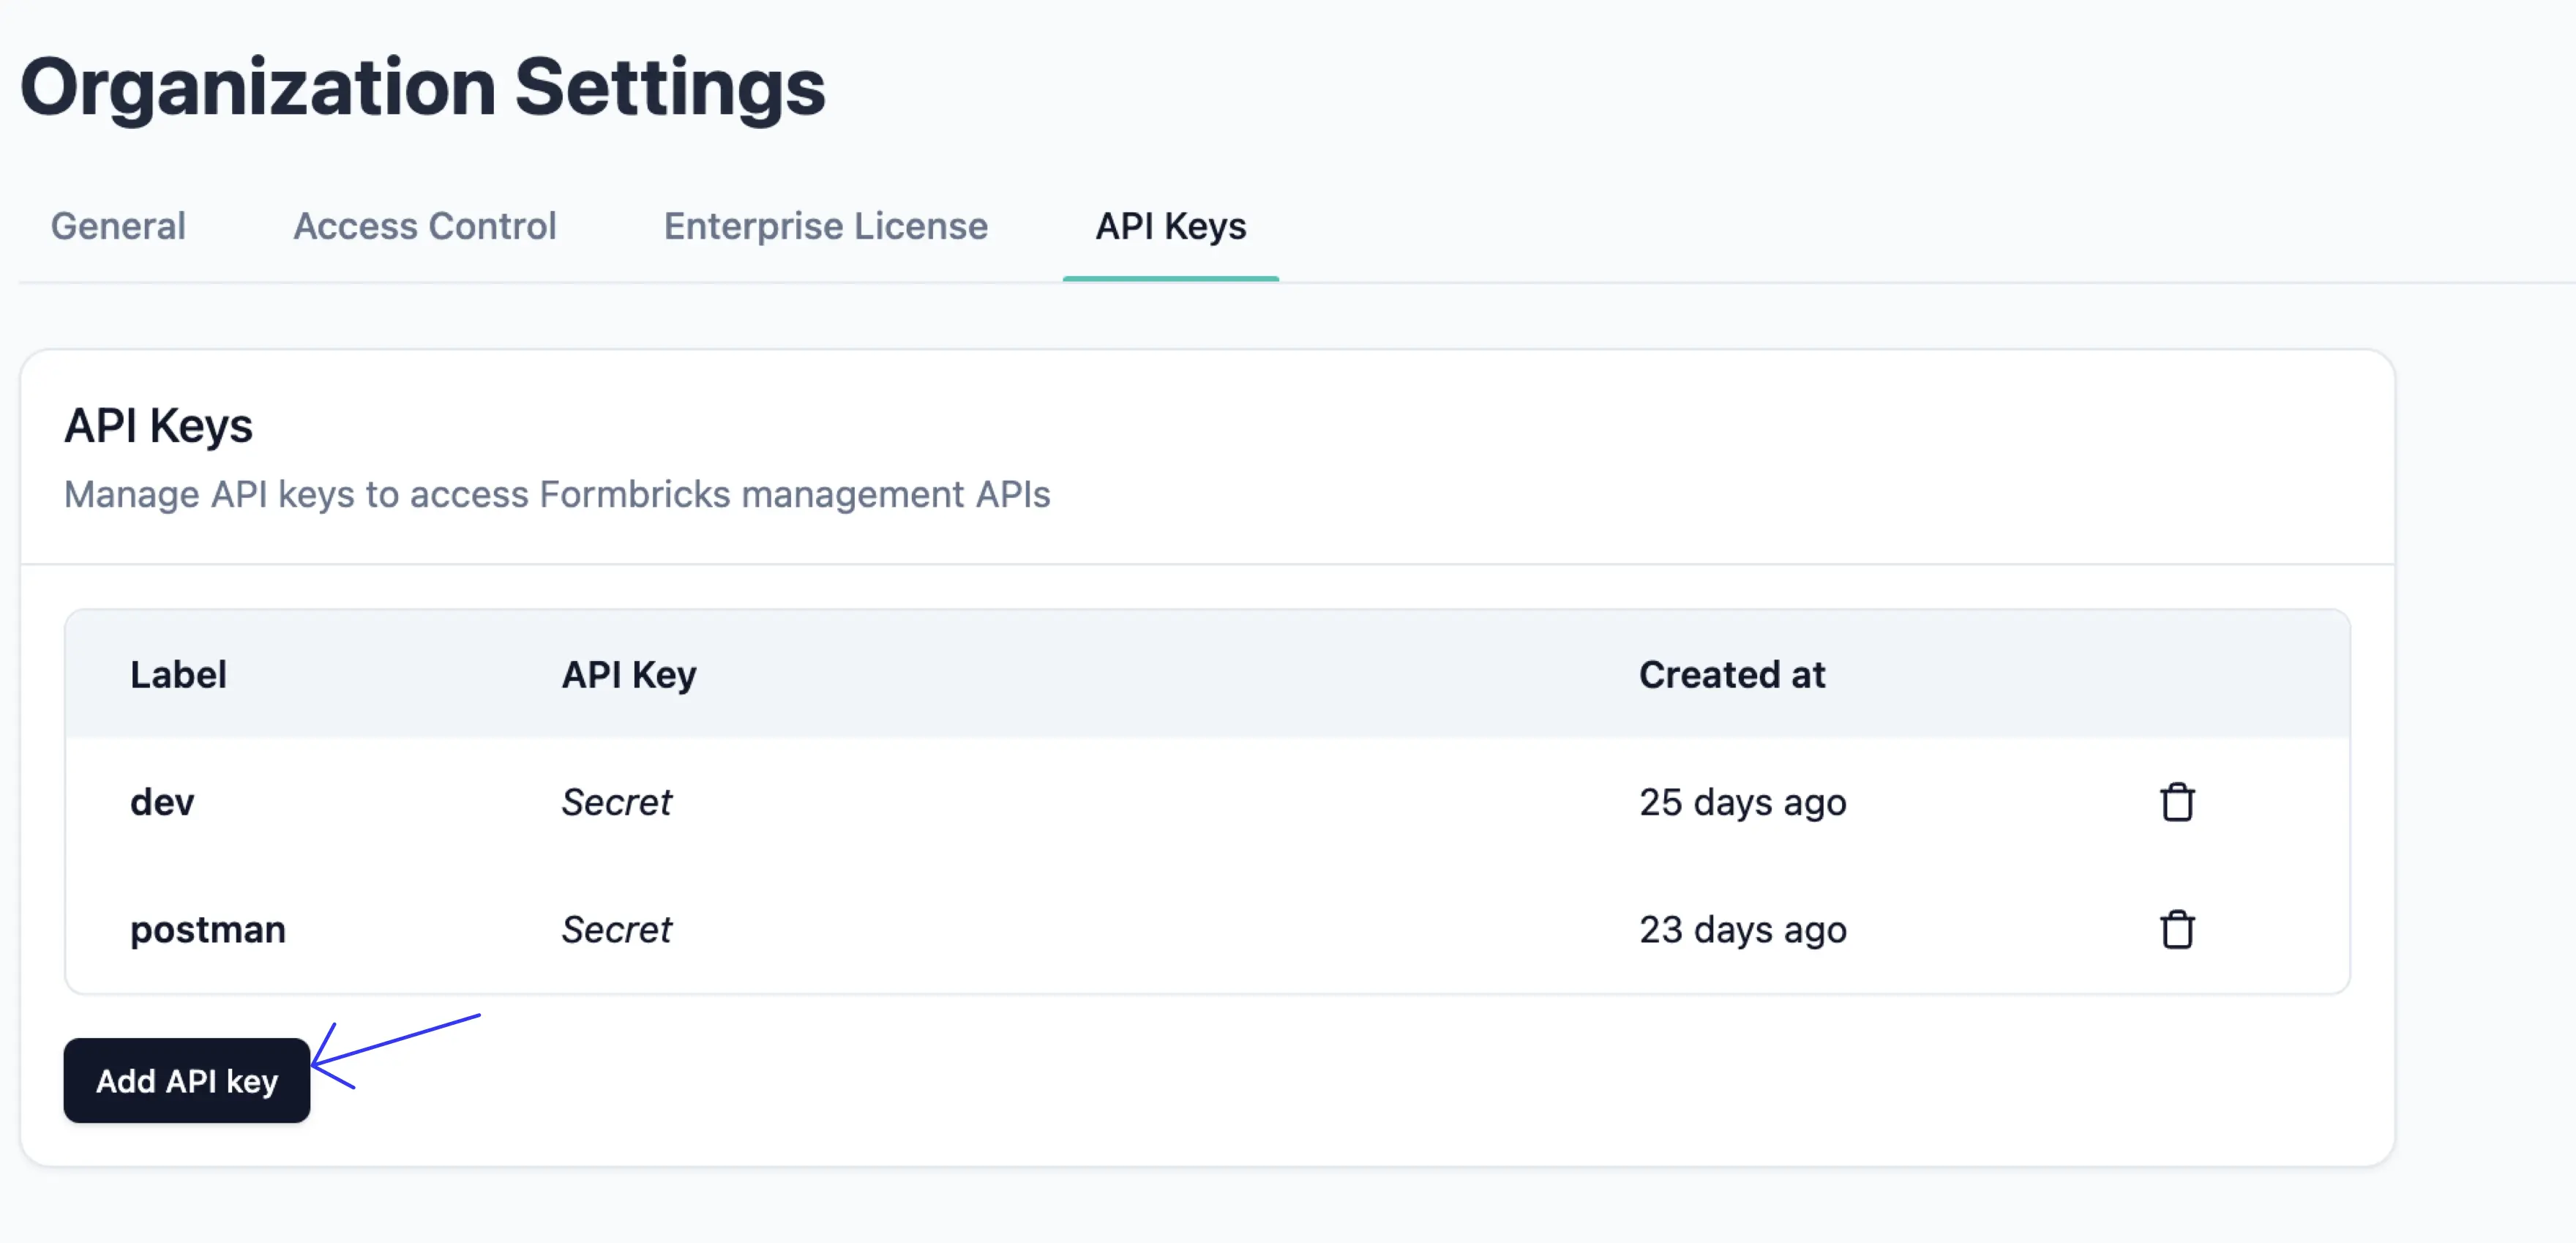 Organization Settings
General Access Control Enterprise License API Keys
API Keys
Manage API keys to access Formbricks management APIs
Label API Key Created at
dev Secret 25 days ago
postman Secret 23 days ago
Add API key